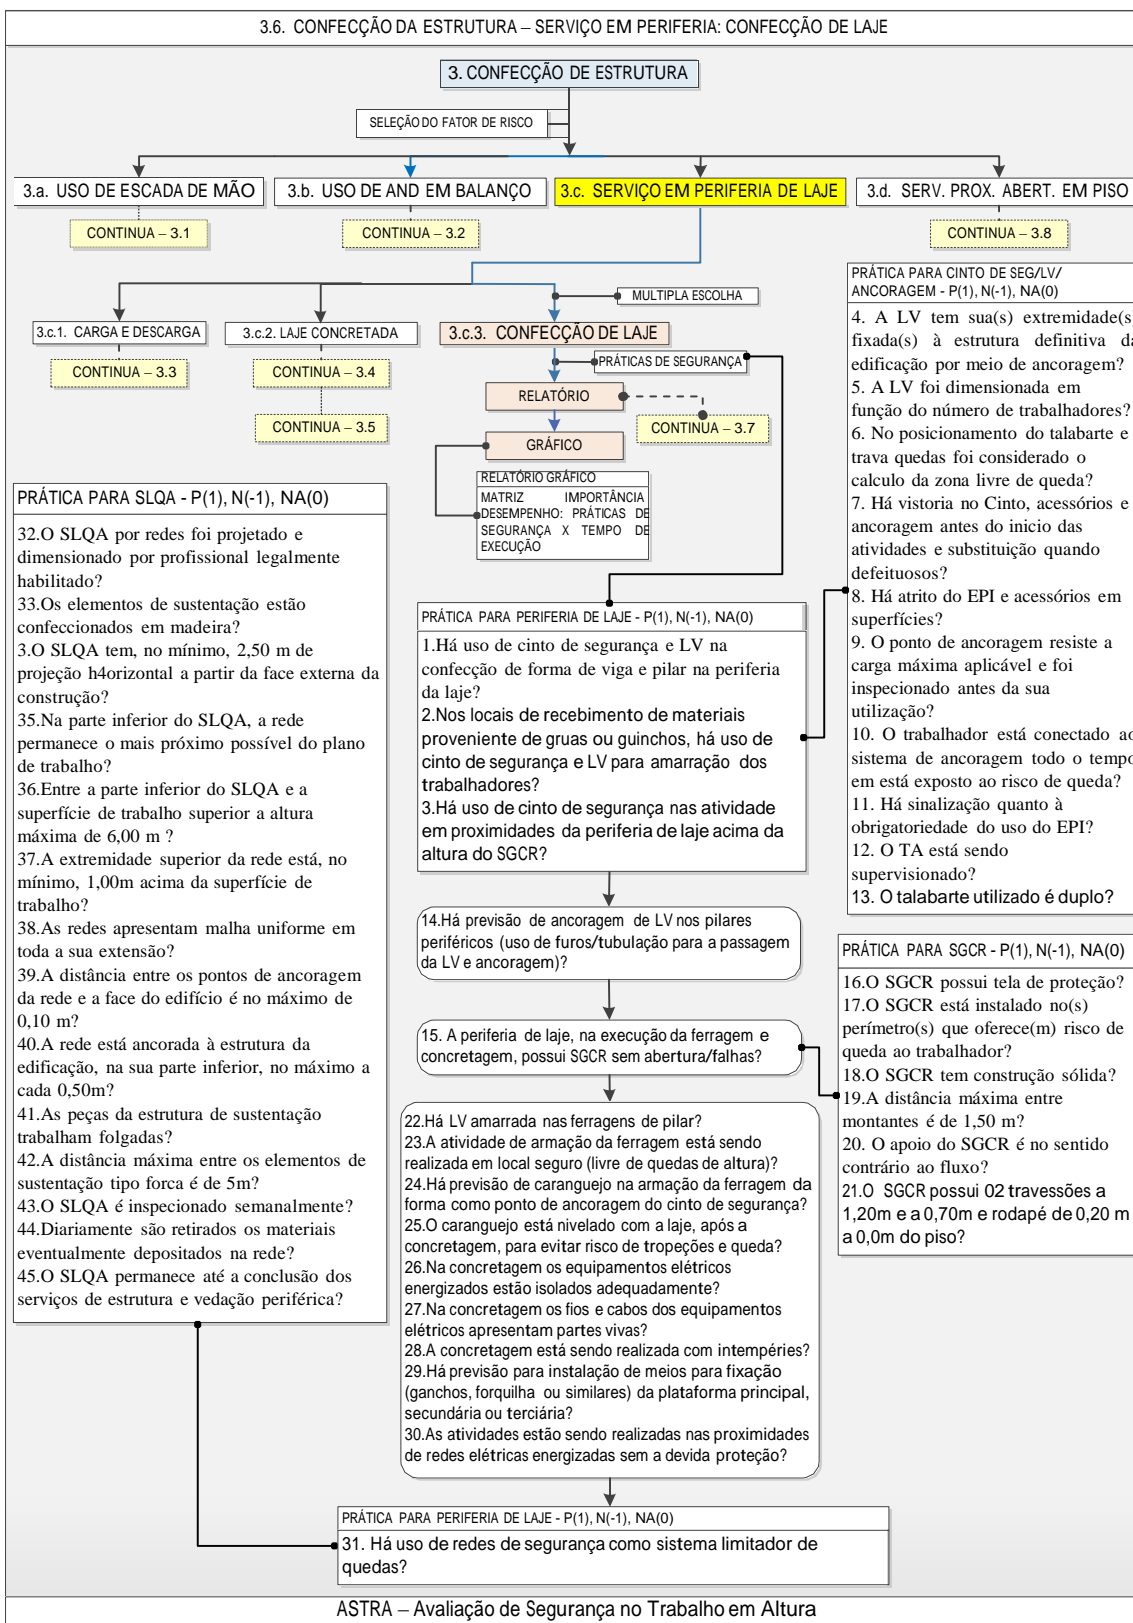 3.6. CONFECÇÃO DA ESTRUTURA – SERVIÇO EM PERIFERIA: CONFECÇÃO DE LAJE
3. CONFECÇÃO DE ESTRUTURA
SELEÇÃO DO FATOR DE RISCO
3.a. USO DE ESCADA DE MÃO
3.b. USO DE AND EM BALANÇO
3.c. SERVIÇO EM PERIFERIA DE LAJE
3.d. SERV. PROX. ABERT. EM PISO
CONTINUA – 3.1
CONTINUA – 3.2
CONTINUA – 3.8
MULTIPLA ESCOLHA
3.c.1. CARGA E DESCARGA
3.c.2. LAJE CONCRETADA
3.c.3. CONFECÇÃO DE LAJE
CONTINUA – 3.3
CONTINUA – 3.4
CONTINUA – 3.5
PRÁTICAS DE SEGURANÇA
RELATÓRIO
CONTINUA – 3.7
GRÁFICO
RELATÓRIO GRÁFICO
MATRIZ IMPORTÂNCIA
DESEMPENHO: PRÁTICAS DE
SEGURANÇA X TEMPO DE
EXECUÇÃO
PRÁTICA PARA CINTO DE SEG/LV/
ANCORAGEM - P(1), N(-1), NA(0)
4. A LV tem sua(s) extremidade(s
fixada(s) à estrutura definitiva da
edificação por meio de ancoragem?
5. A LV foi dimensionada em
função do número de trabalhadores?
6. No posicionamento do talabarte e
trava quedas foi considerado o
calculo da zona livre de queda?
7. Há vistoria no Cinto, acessórios e
ancoragem antes do inicio das
atividades e substituição quando
defeituosos?
8. Há atrito do EPI e acessórios em
superfícies?
9. O ponto de ancoragem resiste a
carga máxima aplicável e foi
inspecionado antes da sua
utilização?
10. O trabalhador está conectado ao
sistema de ancoragem todo o tempo
em está exposto ao risco de queda?
11. Há sinalização quanto à
obrigatoriedade do uso do EPI?
12. O TA está sendo
supervisionado?
13. O talabarte utilizado é duplo?
PRÁTICA PARA SLQA - P(1), N(-1), NA(0)
32.O SLQA por redes foi projetado e
dimensionado por profissional legalmente
habilitado?
33.Os elementos de sustentação estão
confeccionados em madeira?
3.O SLQA tem, no mínimo, 2,50 m de
projeção h4orizontal a partir da face externa da
construção?
35.Na parte inferior do SLQA, a rede
permanece o mais próximo possível do plano
de trabalho?
36.Entre a parte inferior do SLQA e a
superfície de trabalho superior a altura
máxima de 6,00 m ?
37.A extremidade superior da rede está, no
mínimo, 1,00m acima da superfície de
trabalho?
38.As redes apresentam malha uniforme em
toda a sua extensão?
39.A distância entre os pontos de ancoragem
da rede e a face do edifício é no máximo de
0,10 m?
40.A rede está ancorada à estrutura da
edificação, na sua parte inferior, no máximo a
cada 0,50m?
41.As peças da estrutura de sustentação
trabalham folgadas?
42.A distância máxima entre os elementos de
sustentação tipo forca é de 5m?
43.O SLQA é inspecionado semanalmente?
44.Diariamente são retirados os materiais
eventualmente depositados na rede?
45.O SLQA permanece até a conclusão dos
serviços de estrutura e vedação periférica?
PRÁTICA PARA PERIFERIA DE LAJE - P(1), N(-1), NA(0)
1.Há uso de cinto de segurança e LV na
confecção de forma de viga e pilar na periferia
da laje?
2.Nos locais de recebimento de materiais
proveniente de gruas ou guinchos, há uso de
cinto de segurança e LV para amarração dos
trabalhadores?
3.Há uso de cinto de segurança nas atividade
em proximidades da periferia de laje acima da
altura do SGCR?
14.Há previsão de ancoragem de LV nos pilares
periféricos (uso de furos/tubulação para a passagem
da LV e ancoragem)?
15. A periferia de laje, na execução da ferragem e
concretagem, possui SGCR sem abertura/falhas?
PRÁTICA PARA SGCR - P(1), N(-1), NA(0)
16.O SGCR possui tela de proteção?
17.O SGCR está instalado no(s)
perímetro(s) que oferece(m) risco de
queda ao trabalhador?
18.O SGCR tem construção sólida?
19.A distância máxima entre
montantes é de 1,50 m?
20. O apoio do SGCR é no sentido
contrário ao fluxo?
21.O SGCR possui 02 travessões a
1,20m e a 0,70m e rodapé de 0,20 m
a 0,0m do piso?
22.Há LV amarrada nas ferragens de pilar?
23.A atividade de armação da ferragem está sendo
realizada em local seguro (livre de quedas de altura)?
24.Há previsão de caranguejo na armação da ferragem da
forma como ponto de ancoragem do cinto de segurança?
25.O caranguejo está nivelado com a laje, após a
concretagem, para evitar risco de tropeções e queda?
26.Na concretagem os equipamentos elétricos
energizados estão isolados adequadamente?
27.Na concretagem os fios e cabos dos equipamentos
elétricos apresentam partes vivas?
28.A concretagem está sendo realizada com intempéries?
29.Há previsão para instalação de meios para fixação
(ganchos, forquilha ou similares) da plataforma principal,
secundária ou terciária?
30.As atividades estão sendo realizadas nas proximidades
de redes elétricas energizadas sem a devida proteção?
PRÁTICA PARA PERIFERIA DE LAJE - P(1), N(-1), NA(0)
31. Há uso de redes de segurança como sistema limitador de
quedas?
ASTRA – Avaliação de Segurança no Trabalho em Altura